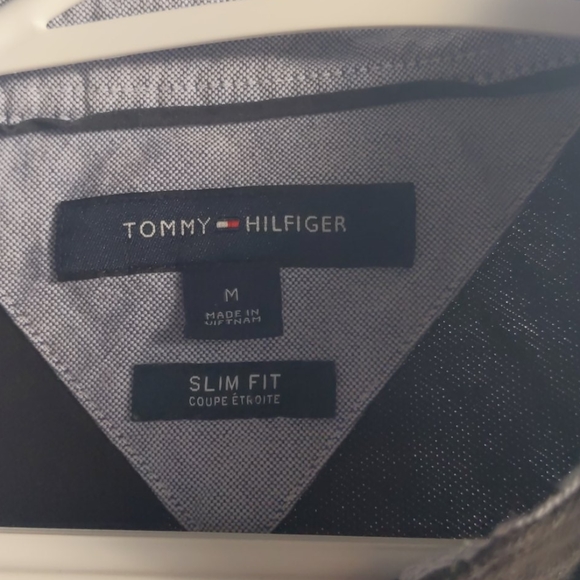 TOMMY HILFIGER
M
MADE IN
VIETNAM
SLIM FIT
COUPE ÉTROITE